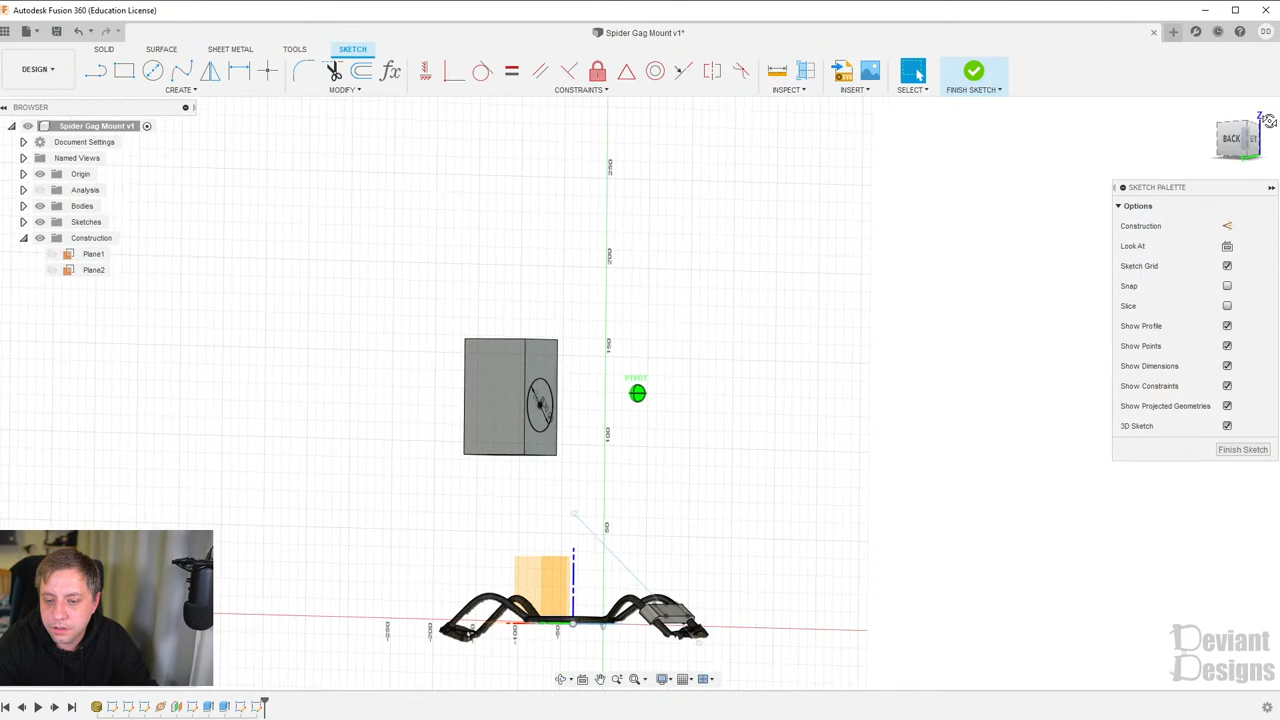 Autodesk Fusion 360 (Education License)
Spider Gag Mount v1*
DD
SOLID SURFACE SHEET METAL TOOLS SKETCH
DESIGN
CREATE MODIFY CONSTRAINTS INSPECT INSERT SELECT FINISH SKETCH
BROWSER
Spider Gag Mount v1
Document Settings
Named Views
Origin
Analysis
Bodies
Sketches
Construction
Plane1
Plane2
Z
BACK
SKETCH PALETTE
Options
Construction
Look At
Sketch Grid
Snap
Slice
Show Profile
Show Points
Show Dimensions
Show Constraints
Show Projected Geometries
3D Sketch
Finish Sketch
250
200
150
PIVOT
100
50
Deviant
Designs